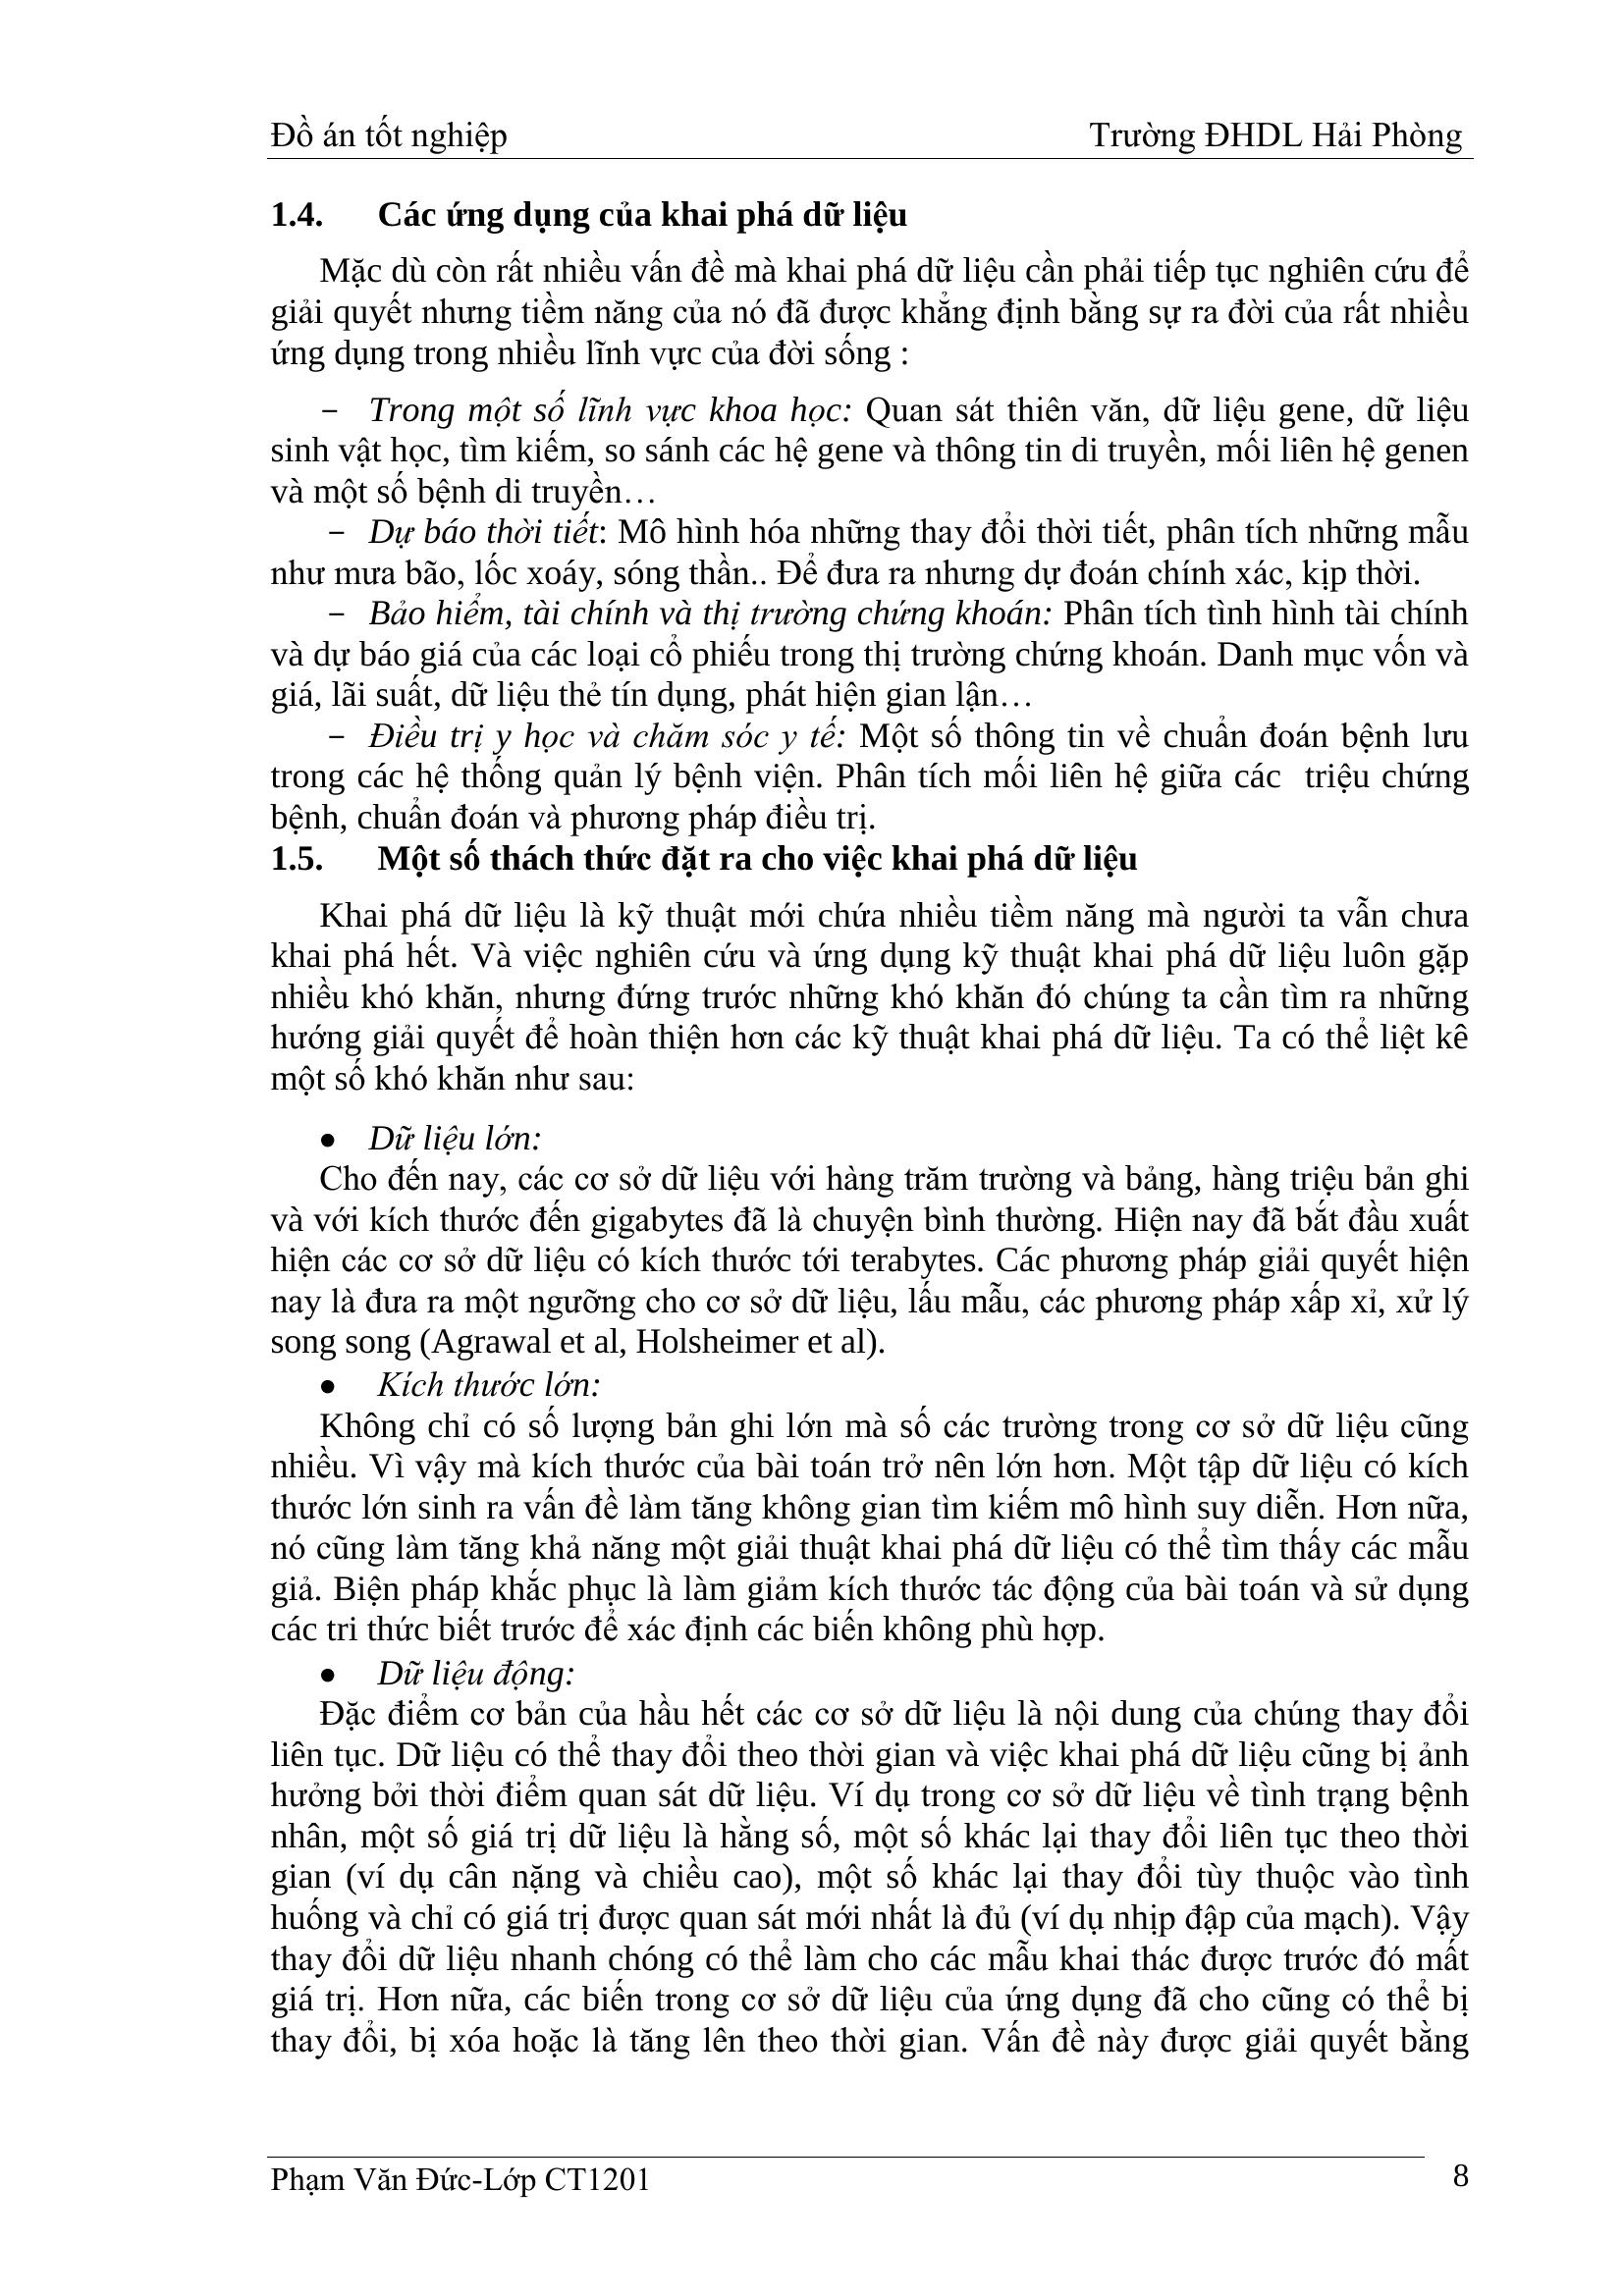 Đồ án tốt nghiệp Trường ĐHDL Hải Phòng
1.4. Các ứng dụng của khai phá dữ liệu
Mặc dù còn rất nhiều vấn đề mà khai phá dữ liệu cần phải tiếp tục nghiên cứu để
giải quyết nhưng tiềm năng của nó đã được khẳng định bằng sự ra đời của rất nhiều
ứng dụng trong nhiều lĩnh vực của đời sống :
− Trong một số lĩnh vực khoa học: Quan sát thiên văn, dữ liệu gene, dữ liệu
sinh vật học, tìm kiếm, so sánh các hệ gene và thông tin di truyền, mối liên hệ genen
và một số bệnh di truyền…
− Dự báo thời tiết: Mô hình hóa những thay đổi thời tiết, phân tích những mẫu
như mưa bão, lốc xoáy, sóng thần.. Để đưa ra nhưng dự đoán chính xác, kịp thời.
− Bảo hiểm, tài chính và thị trường chứng khoán: Phân tích tình hình tài chính
và dự báo giá của các loại cổ phiếu trong thị trường chứng khoán. Danh mục vốn và
giá, lãi suất, dữ liệu thẻ tín dụng, phát hiện gian lận…
− Điều trị y học và chăm sóc y tế: Một số thông tin về chuẩn đoán bệnh lưu
trong các hệ thống quản lý bệnh viện. Phân tích mối liên hệ giữa các triệu chứng
bệnh, chuẩn đoán và phương pháp điều trị.
1.5. Một số thách thức đặt ra cho việc khai phá dữ liệu
Khai phá dữ liệu là kỹ thuật mới chứa nhiều tiềm năng mà người ta vẫn chưa
khai phá hết. Và việc nghiên cứu và ứng dụng kỹ thuật khai phá dữ liệu luôn gặp
nhiều khó khăn, nhưng đứng trước những khó khăn đó chúng ta cần tìm ra những
hướng giải quyết để hoàn thiện hơn các kỹ thuật khai phá dữ liệu. Ta có thể liệt kê
một số khó khăn như sau:
• Dữ liệu lớn:
Cho đến nay, các cơ sở dữ liệu với hàng trăm trường và bảng, hàng triệu bản ghi
và với kích thước đến gigabytes đã là chuyện bình thường. Hiện nay đã bắt đầu xuất
hiện các cơ sở dữ liệu có kích thước tới terabytes. Các phương pháp giải quyết hiện
nay là đưa ra một ngưỡng cho cơ sở dữ liệu, lấu mẫu, các phương pháp xấp xỉ, xử lý
song song (Agrawal et al, Holsheimer et al).
• Kích thước lớn:
Không chỉ có số lượng bản ghi lớn mà số các trường trong cơ sở dữ liệu cũng
nhiều. Vì vậy mà kích thước của bài toán trở nên lớn hơn. Một tập dữ liệu có kích
thước lớn sinh ra vấn đề làm tăng không gian tìm kiếm mô hình suy diễn. Hơn nữa,
nó cũng làm tăng khả năng một giải thuật khai phá dữ liệu có thể tìm thấy các mẫu
giả. Biện pháp khắc phục là làm giảm kích thước tác động của bài toán và sử dụng
các tri thức biết trước để xác định các biến không phù hợp.
• Dữ liệu động:
Đặc điểm cơ bản của hầu hết các cơ sở dữ liệu là nội dung của chúng thay đổi
liên tục. Dữ liệu có thể thay đổi theo thời gian và việc khai phá dữ liệu cũng bị ảnh
hưởng bởi thời điểm quan sát dữ liệu. Ví dụ trong cơ sở dữ liệu về tình trạng bệnh
nhân, một số giá trị dữ liệu là hằng số, một số khác lại thay đổi liên tục theo thời
gian (ví dụ cân nặng và chiều cao), một số khác lại thay đổi tùy thuộc vào tình
huống và chỉ có giá trị được quan sát mới nhất là đủ (ví dụ nhịp đập của mạch). Vậy
thay đổi dữ liệu nhanh chóng có thể làm cho các mẫu khai thác được trước đó mất
giá trị. Hơn nữa, các biến trong cơ sở dữ liệu của ứng dụng đã cho cũng có thể bị
thay đổi, bị xóa hoặc là tăng lên theo thời gian. Vấn đề này được giải quyết bằng
Phạm Văn Đức-Lớp CT1201 8